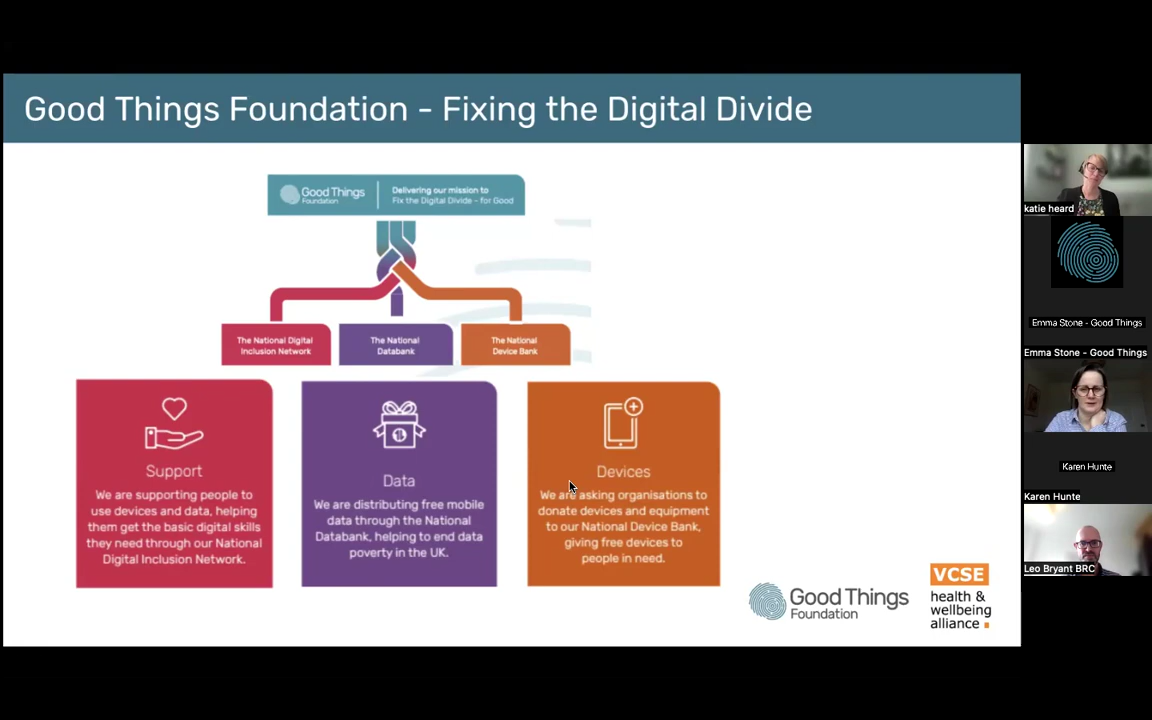 Good Things Foundation - Fixing the Digital Divide
Good Things
Foundation
Delivering our mission to
Fix the Digital Divide - for Good
The National Digital
Inclusion Network
The National
Databank
The National
Device Bank
Support
We are supporting people to
use devices and data, helping
them get the basic digital skills
they need through our National
Digital Inclusion Network.
Data
We are distributing free mobile
data through the National
Databank, helping to end data
poverty in the UK.
Devices
We are asking organisations to
donate devices and equipment
to our National Device Bank,
giving free devices to
people in need.
Good Things
Foundation
VCSE
health &
wellbeing
alliance
katie heard
Emma Stone - Good Things
Emma Stone - Good Things
Karen Hunte
Karen Hunte
Leo Bryant BRC